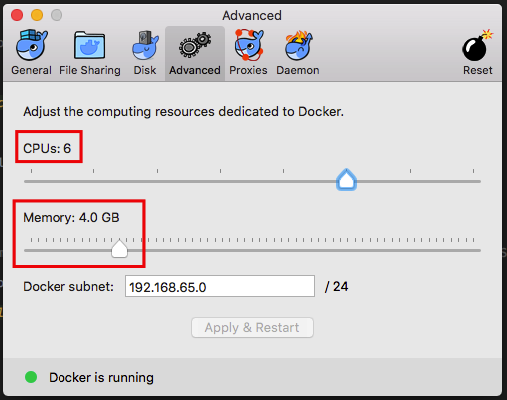 Advanced
General File Sharing Disk Advanced Proxies Daemon Reset
Adjust the computing resources dedicated to Docker.
CPUs: 6
Memory: 4.0 GB
Docker subnet: 192.168.65.0 / 24
Apply & Restart
Docker is running